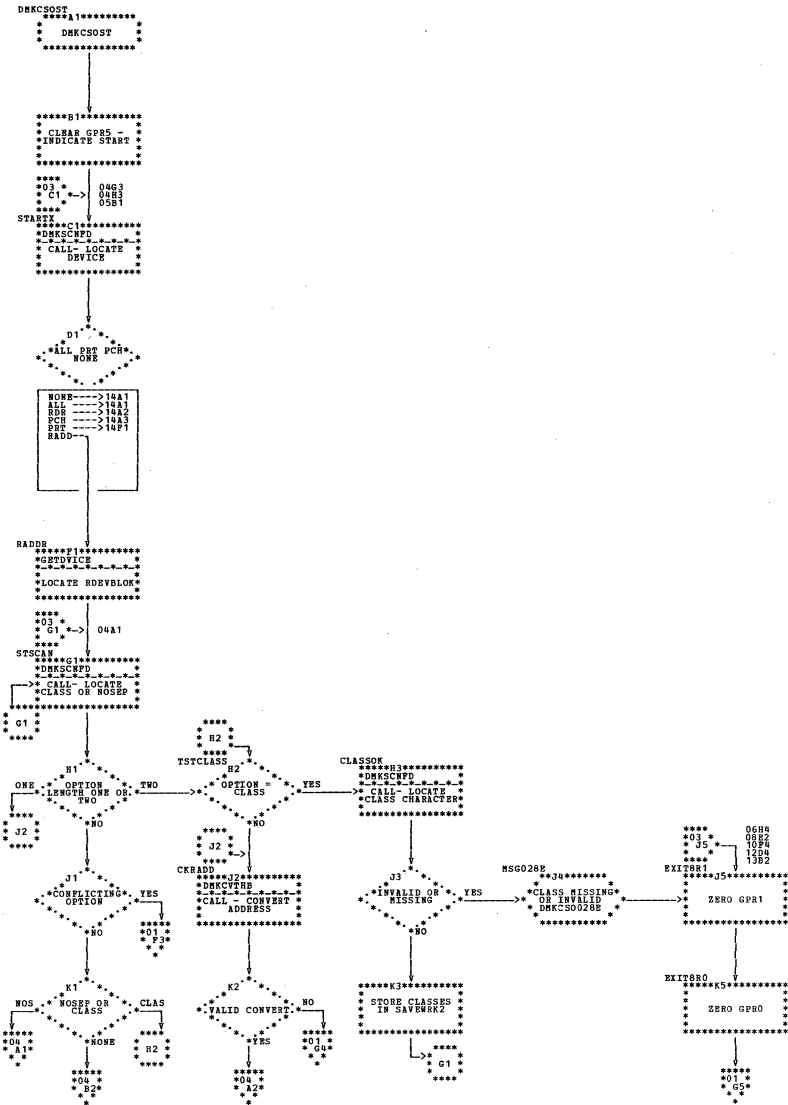 DMKCSOST
A1
DMKCSOST
B1
CLEAR GPR5 -
INDICATE START
03
C1
04G3
04H3
05B1
STARTX
C1
DMKSCNFD
CALL- LOCATE
DEVICE
D1
ALL PRT PCH
NONE
NONE---->14A1
ALL ---->14A1
RDR ---->14A2
PCH ---->14A3
PRT ---->14F1
RADD--
RADDR
F1
GETDVICE
LOCATE RDEVBLOK
03
G1
04A1
STSCAN
G1
DMKSCNFD
CALL- LOCATE
CLASS OR NOSEP
G1
H1
OPTION
LENGTH ONE OR
TWO
ONE
TWO
NO
J2
J1
CONFLICTING
OPTION
YES
NO
01
F3
K1
NOSEP OR
CLASS
NOS
CLAS
NONE
04
A1
H2
04
B2
H2
TSTCLASS
H2
OPTION =
CLASS
YES
NO
J2
CKRADD
J2
DMKCVTHB
CALL - CONVERT
ADDRESS
K2
VALID CONVERT
NO
YES
01
G4
04
A2
CLASSOK
H3
DMKSCNFD
CALL- LOCATE
CLASS CHARACTER
J3
INVALID OR
MISSING
YES
NO
K3
STORE CLASSES
IN SAVEWRK2
G1
MSG028E
J4
CLASS MISSING
OR INVALID
DMKCSO028E
03
J5
06H4
08E2
10F4
12D4
13B2
EXIT8R1
J5
ZERO GPR1
EXIT8R0
K5
ZERO GPR0
01
G5